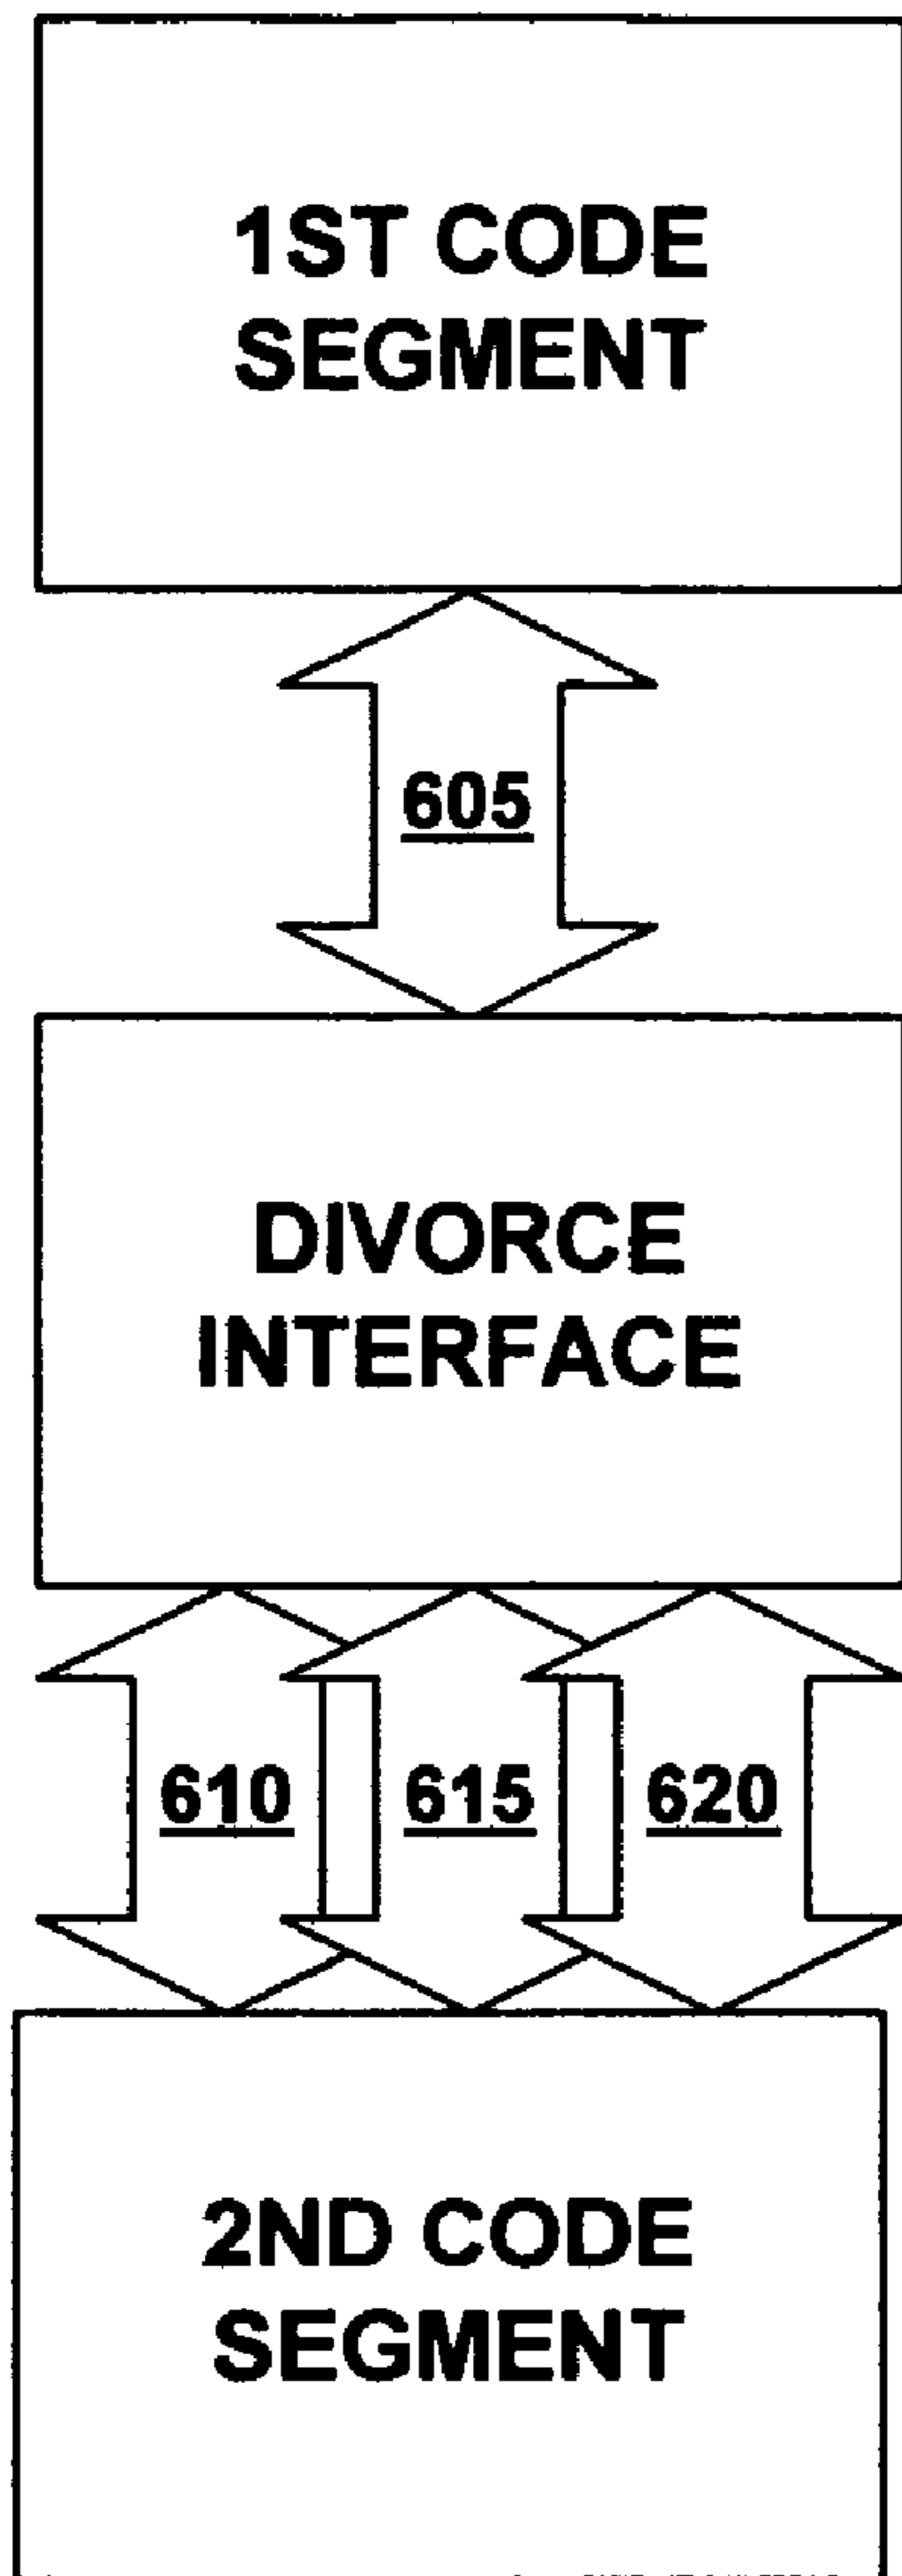 1ST CODE
SEGMENT
605
DIVORCE
INTERFACE
610 615 620
2ND CODE
SEGMENT